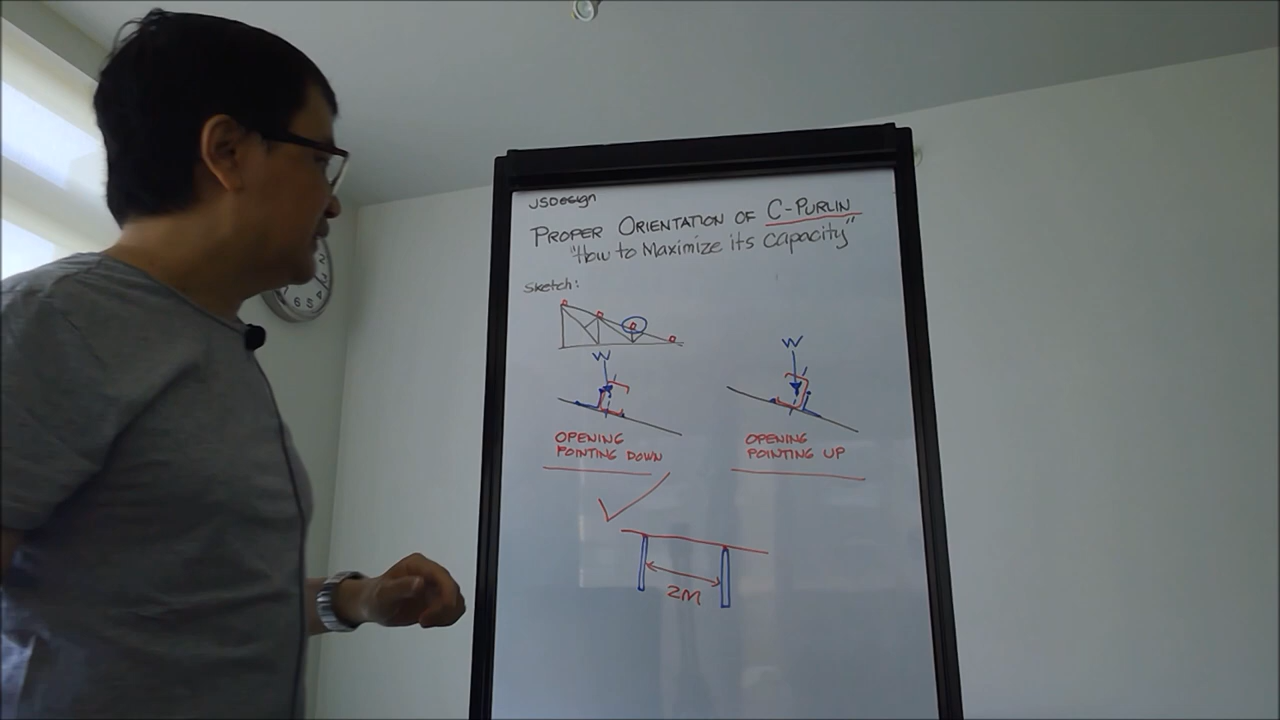 JSDesign
PROPER ORIENTATION OF C-PURLIN
"How to Maximize its Capacity"
Sketch:
W
W
OPENING
POINTING DOWN
OPENING
POINTING UP
2M